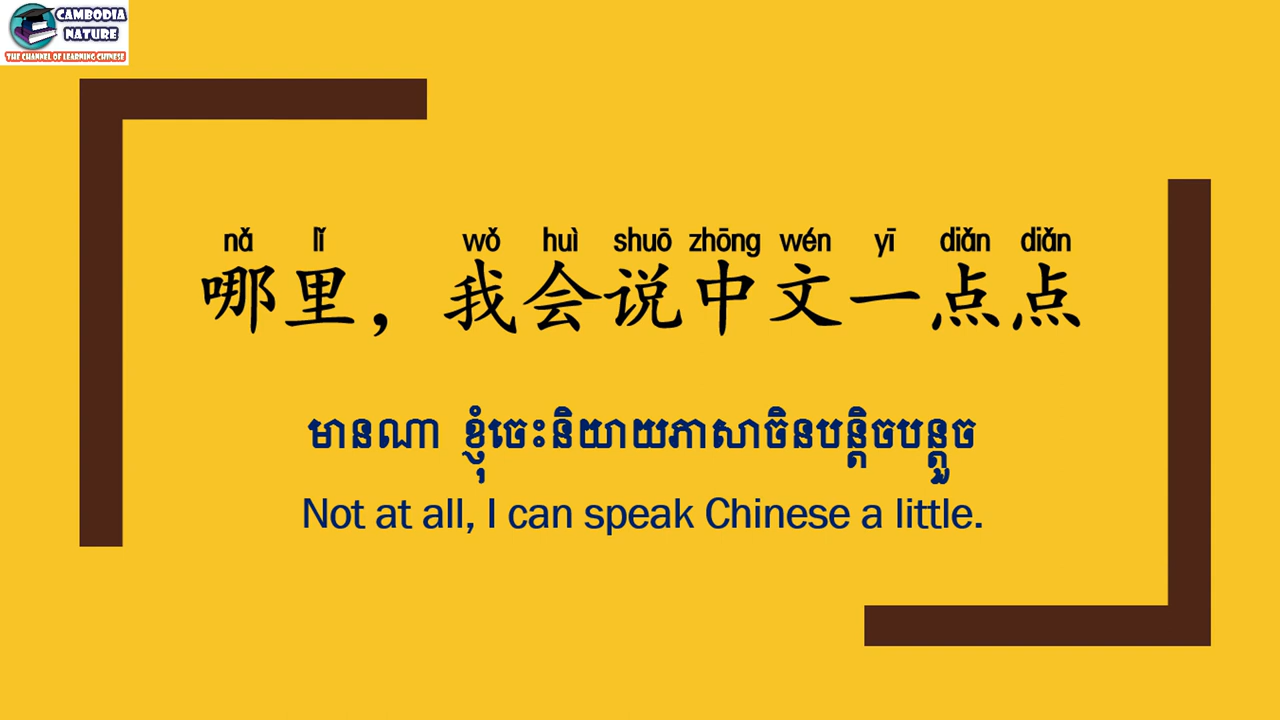 CAMBODIA
NATURE
THE CHANNEL OF LEARNING CHINESE
nǎ lǐ wǒ huì shuō zhōng wén yī diǎn diǎn
哪里，我会说中文一点点
មានណា ខ្ញុំចេះនិយាយភាសាចិនបន្តិចបន្តួច
Not at all, I can speak Chinese a little.